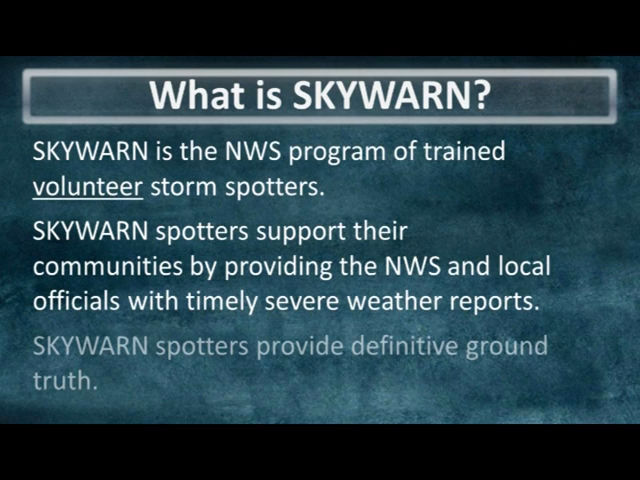 What is SKYWARN?
SKYWARN is the NWS program of trained
volunteer storm spotters.
SKYWARN spotters support their
communities by providing the NWS and local
officials with timely severe weather reports.
SKYWARN spotters provide definitive ground
truth.